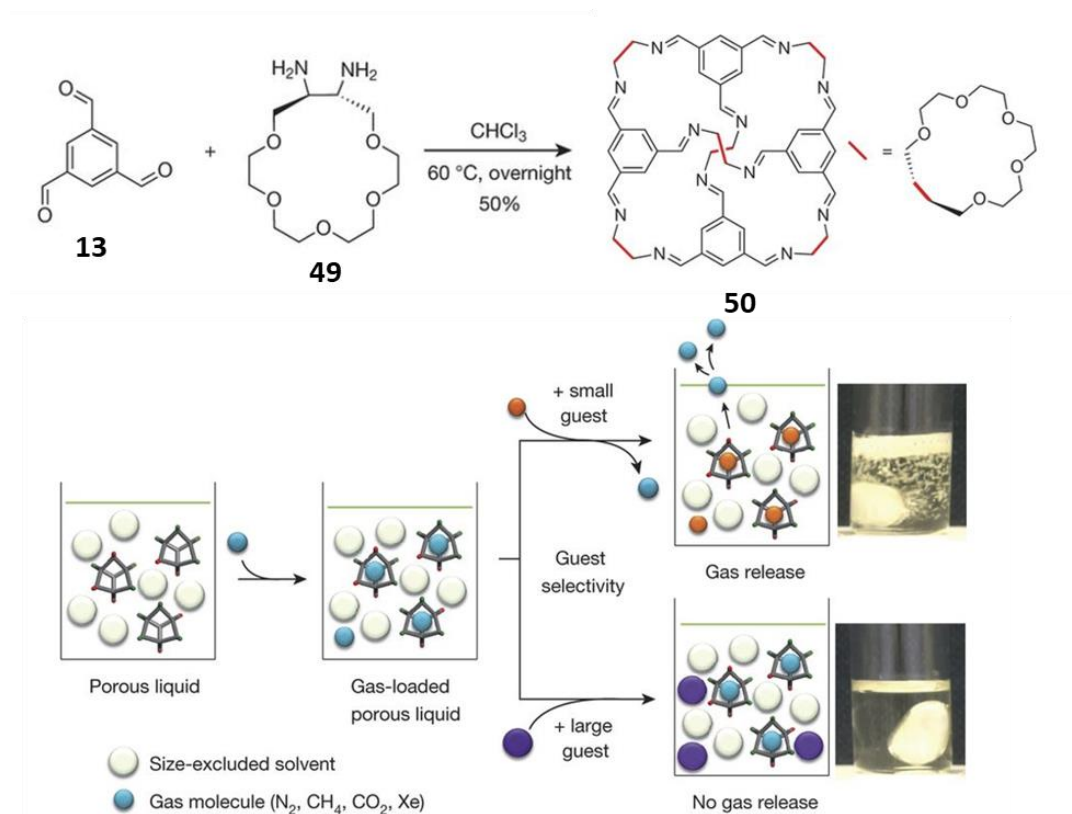 O
O
O
13
+
H2N
NH2
O
O
O
O
O
49
CHCl3
60 °C, overnight
50%
N
N
N
N
N
N
N
N
N
N
N
N
50
=
O
O
O
O
O
+ small
guest
Guest
selectivity
Gas release
Porous liquid
Gas-loaded
porous liquid
+ large
guest
Size-excluded solvent
Gas molecule (N2, CH4, CO2, Xe)
No gas release